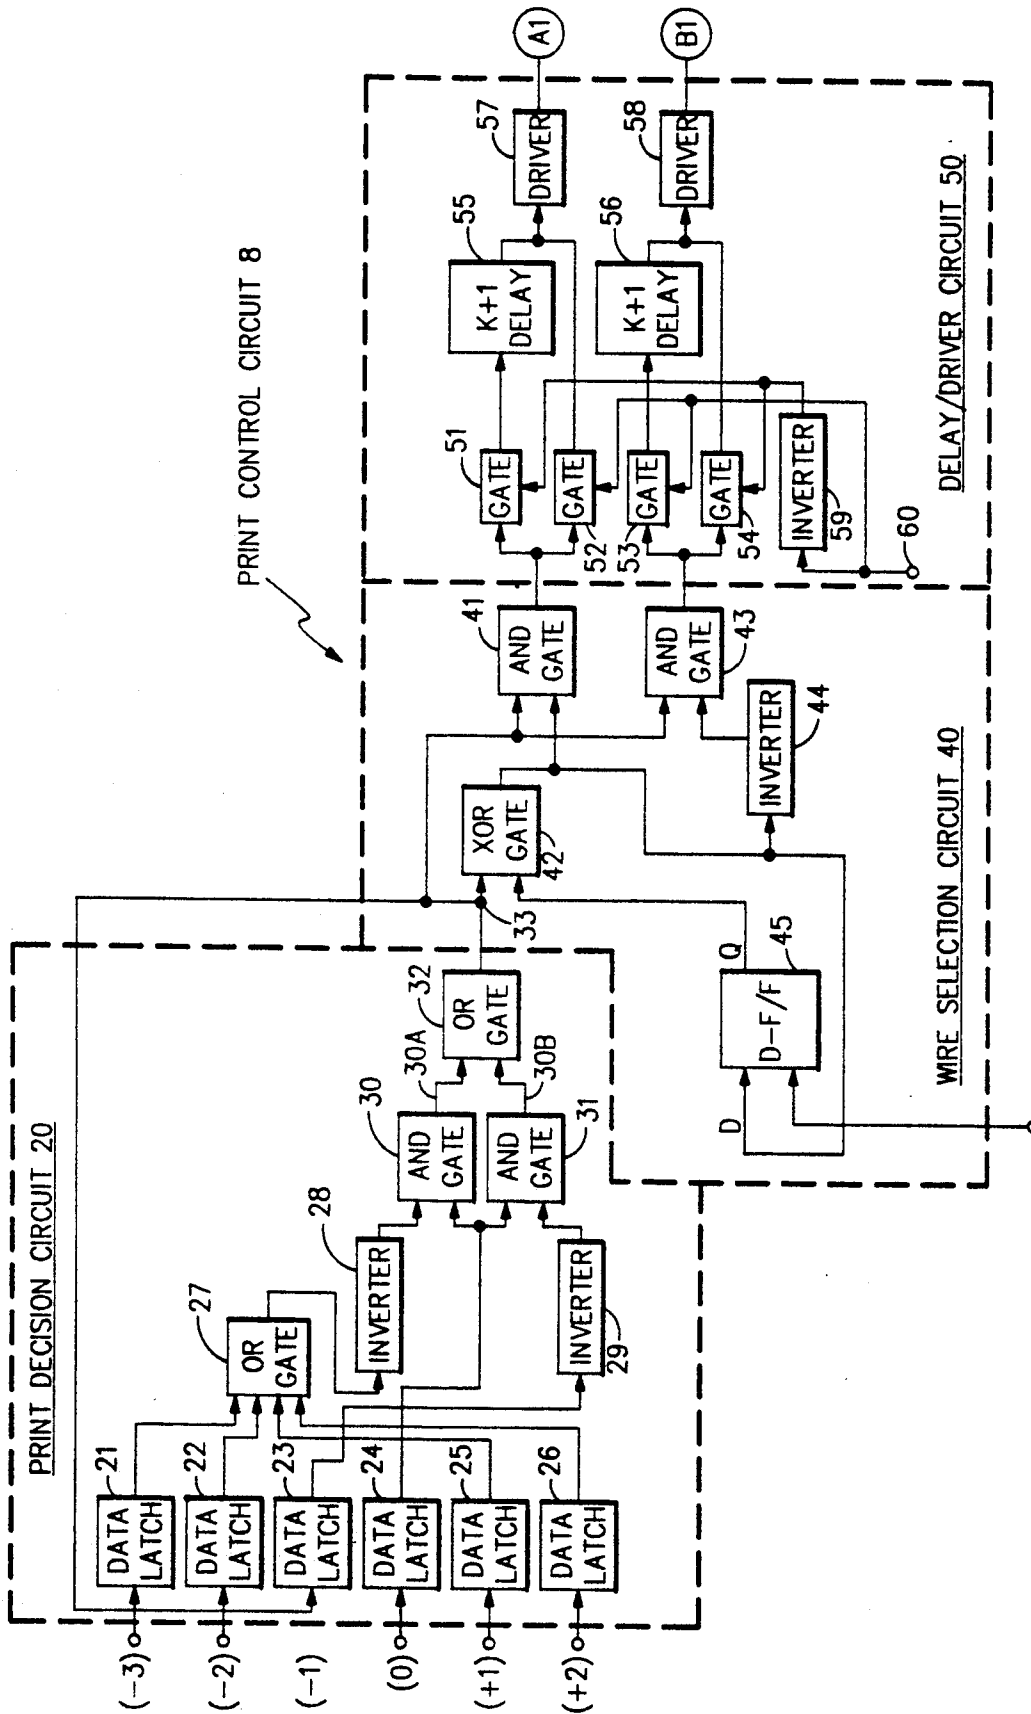 PRINT CONTROL CIRCUIT 8
PRINT DECISION CIRCUIT 20
(-3)
(-2)
(-1)
(0)
(+1)
(+2)
DATA
LATCH
21
DATA
LATCH
22
DATA
LATCH
23
DATA
LATCH
24
DATA
LATCH
25
DATA
LATCH
26
OR
GATE
27
INVERTER
28
INVERTER
29
AND
GATE
30
AND
GATE
31
30A
30B
OR
GATE
32
33
WIRE SELECTION CIRCUIT 40
XOR
GATE
42
D
D-F/F
Q
45
INVERTER
44
AND
GATE
41
AND
GATE
43
DELAY/DRIVER CIRCUIT 50
GATE
51
GATE
52
GATE
53
GATE
54
INVERTER
59
60
K+1
DELAY
55
K+1
DELAY
56
DRIVER
57
DRIVER
58
A1
B1